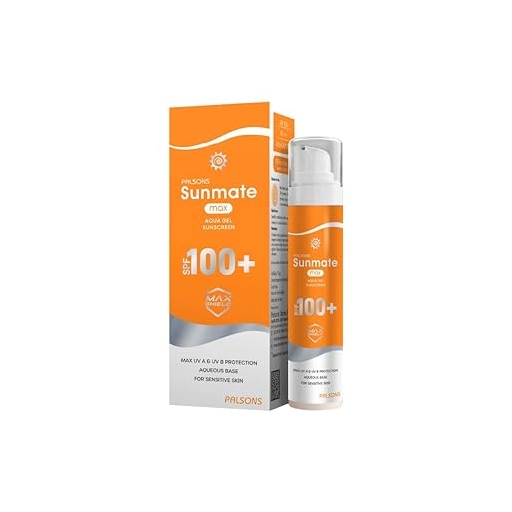 PALSONS
Sunmate
max
AQUA GEL
SUNSCREEN
SPF 100+
MAX
SHIELD
MAX UV A & UV B PROTECTION
AQUEOUS BASE
FOR SENSITIVE SKIN
PALSONS
PALSONS
Sunmate
max
AQUA GEL
SUNSCREEN
100+
MAX
SHIELD
MAX UV A & UV B PROTECTION
AQUEOUS BASE
FOR SENSITIVE SKIN
PALSONS